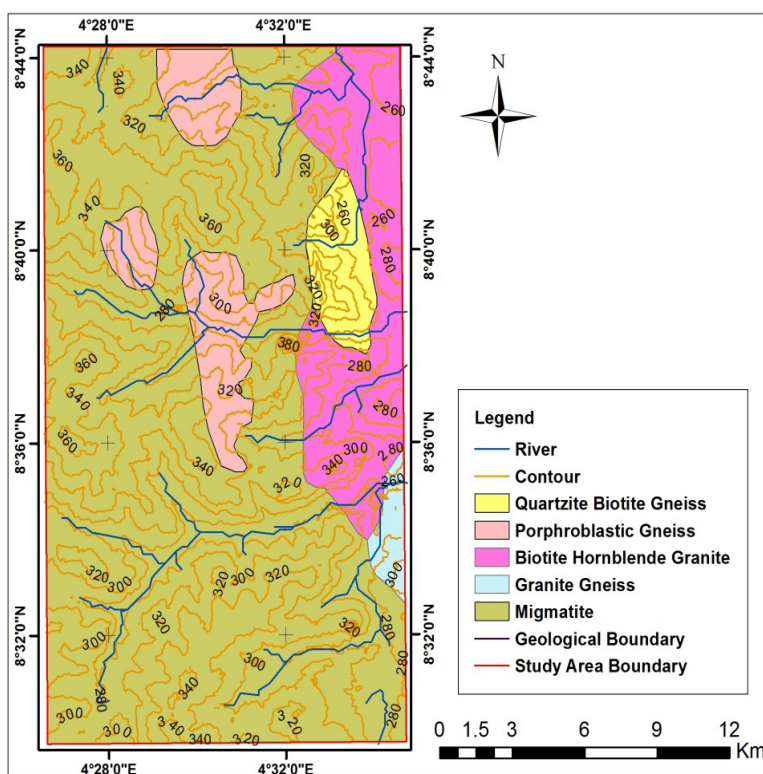 4°28'0"E 4°32'0"E
N
8°44'0"N 8°44'0"N
340 340 260
320 260
360 320
340 360 260 300 260
8°40'0"N 8°40'0"N
280
320
280 300 320
380
360 280
340 320 280
8°36'0"N 8°36'0"N
360 300 280
340 340
320 260
320 300 320 300 320 300
320 320
8°32'0"N 8°32'0"N
300 280
300 280
280 340
300 340 320 280
300 340 320
4°28'0"E 4°32'0"E
Legend
River
Contour
Quartzite Biotite Gneiss
Porphroblastic Gneiss
Biotite Hornblende Granite
Granite Gneiss
Migmatite
Geological Boundary
Study Area Boundary
0 1.5 3 6 9 12
Km